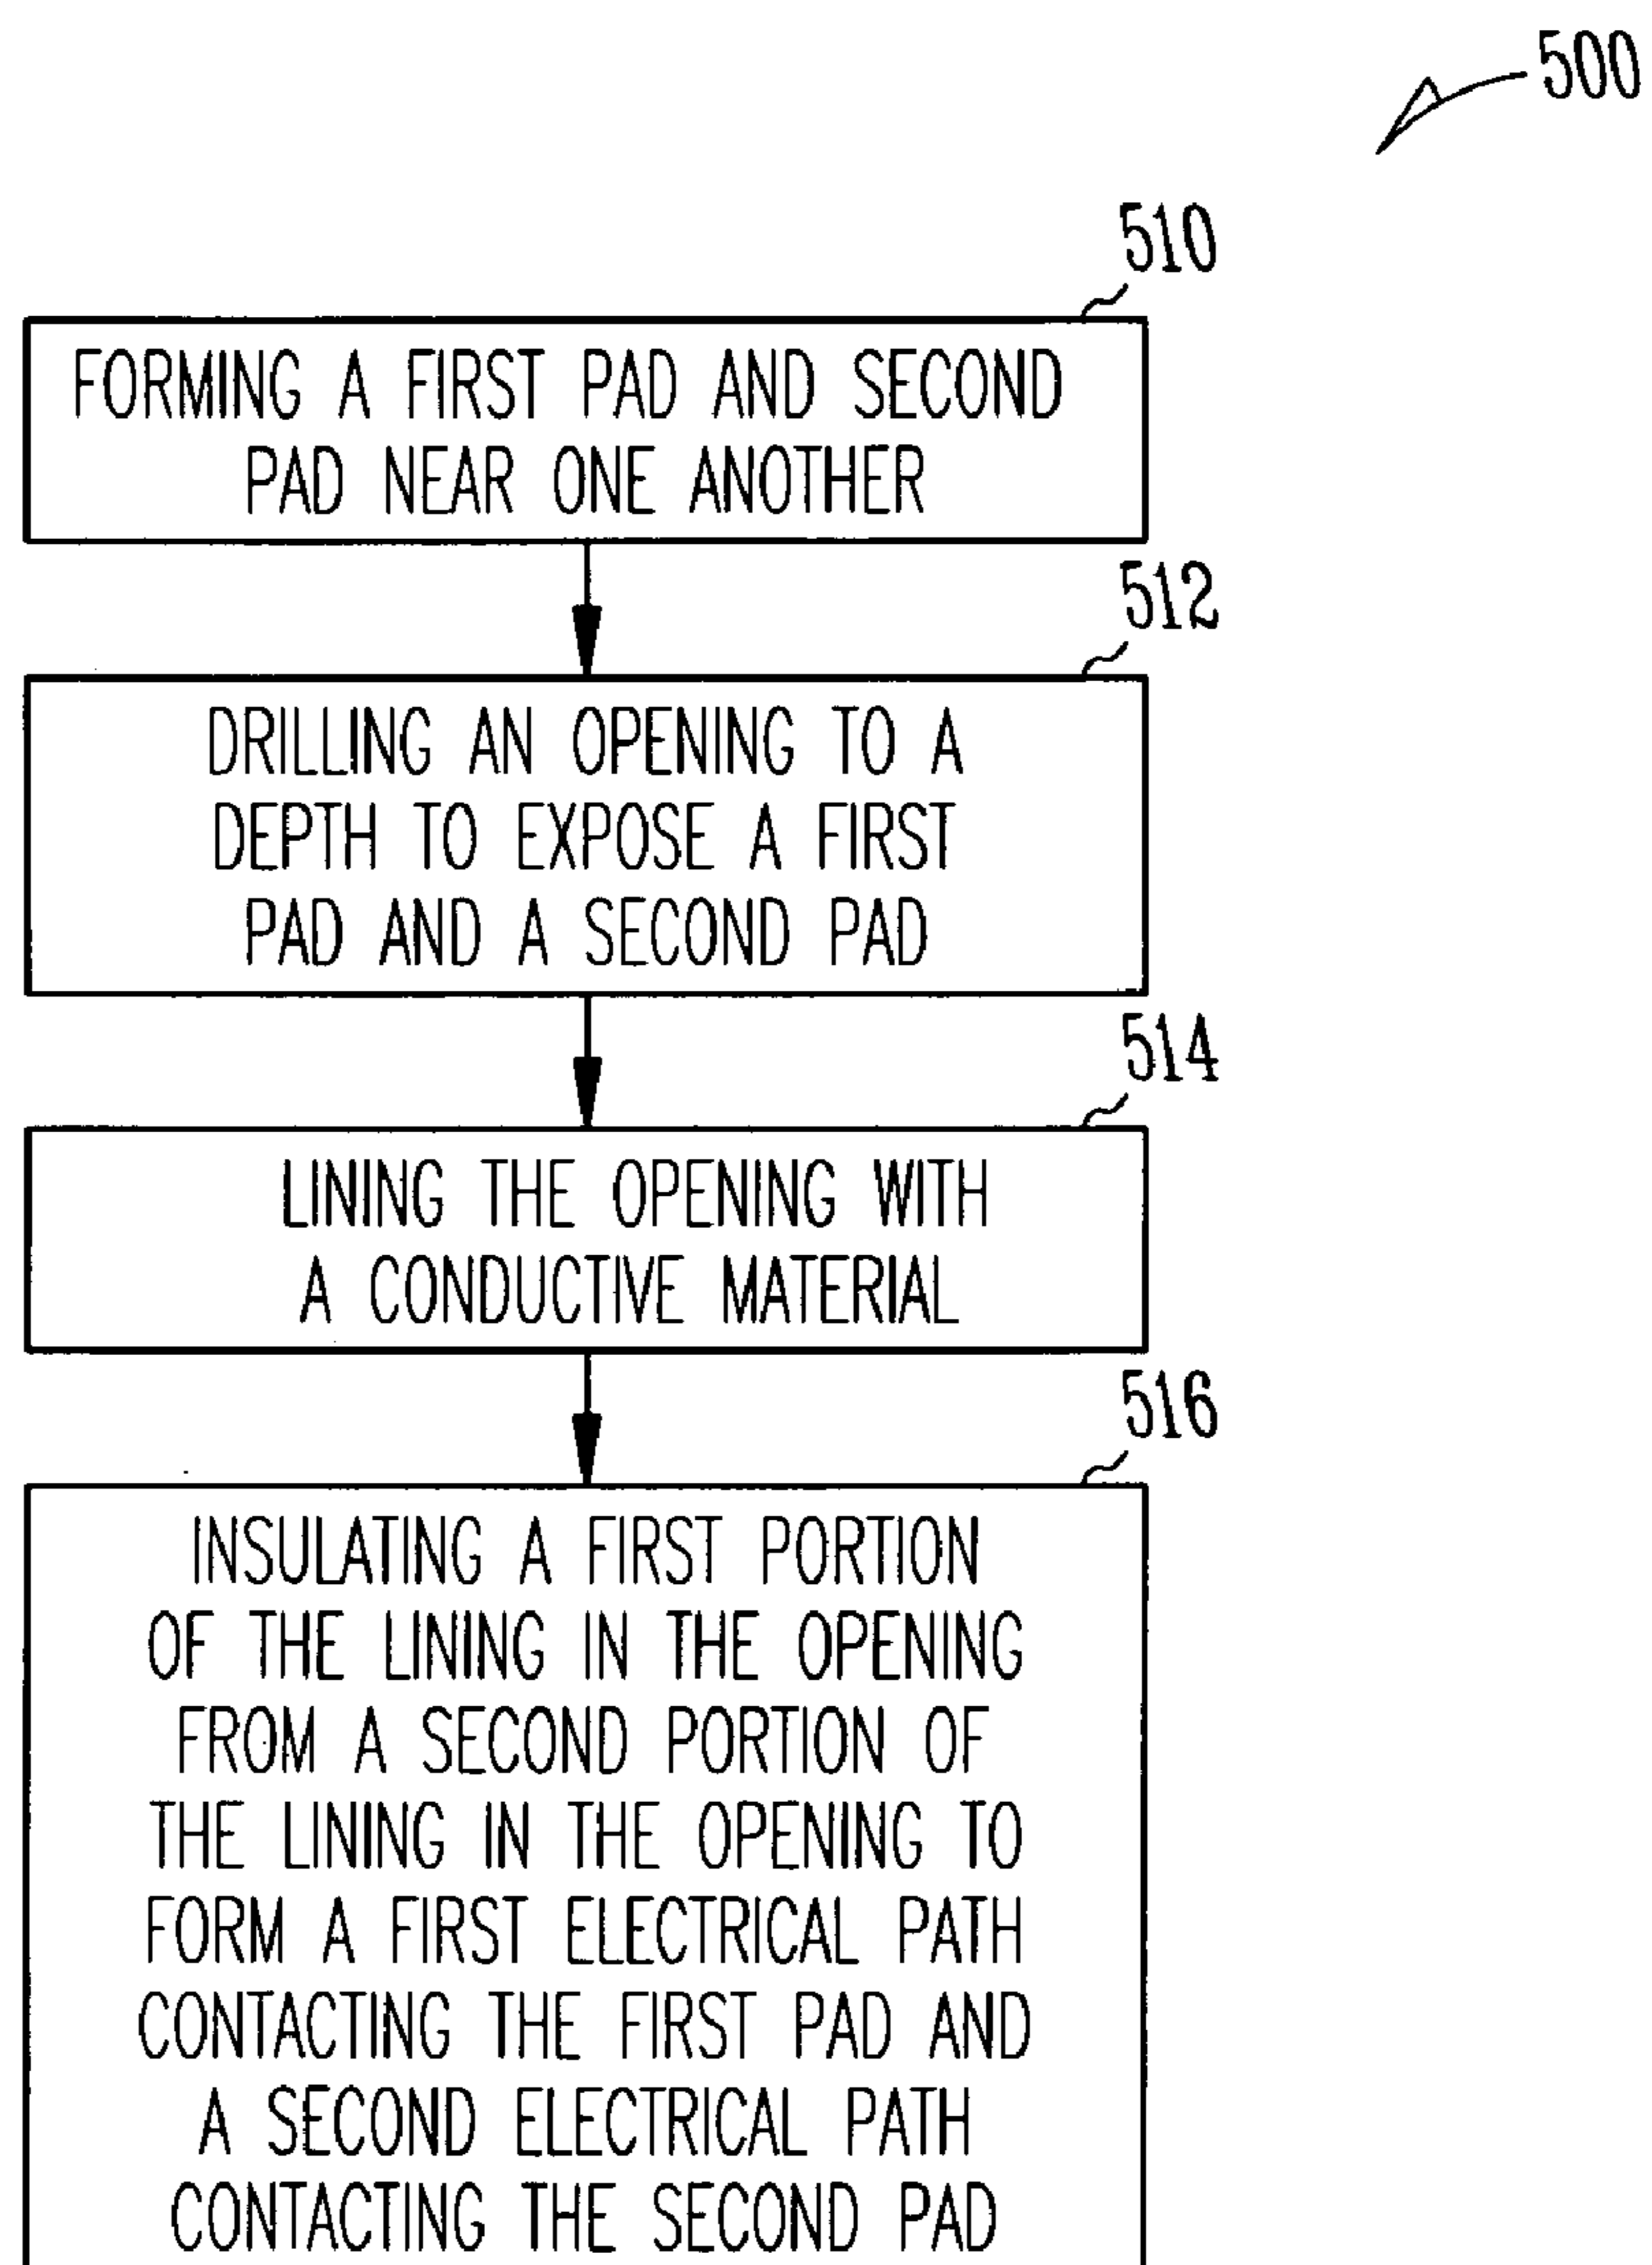 500
510
FORMING A FIRST PAD AND SECOND
PAD NEAR ONE ANOTHER
512
DRILLING AN OPENING TO A
DEPTH TO EXPOSE A FIRST
PAD AND A SECOND PAD
514
LINING THE OPENING WITH
A CONDUCTIVE MATERIAL
516
INSULATING A FIRST PORTION
OF THE LINING IN THE OPENING
FROM A SECOND PORTION OF
THE LINING IN THE OPENING TO
FORM A FIRST ELECTRICAL PATH
CONTACTING THE FIRST PAD AND
A SECOND ELECTRICAL PATH
CONTACTING THE SECOND PAD